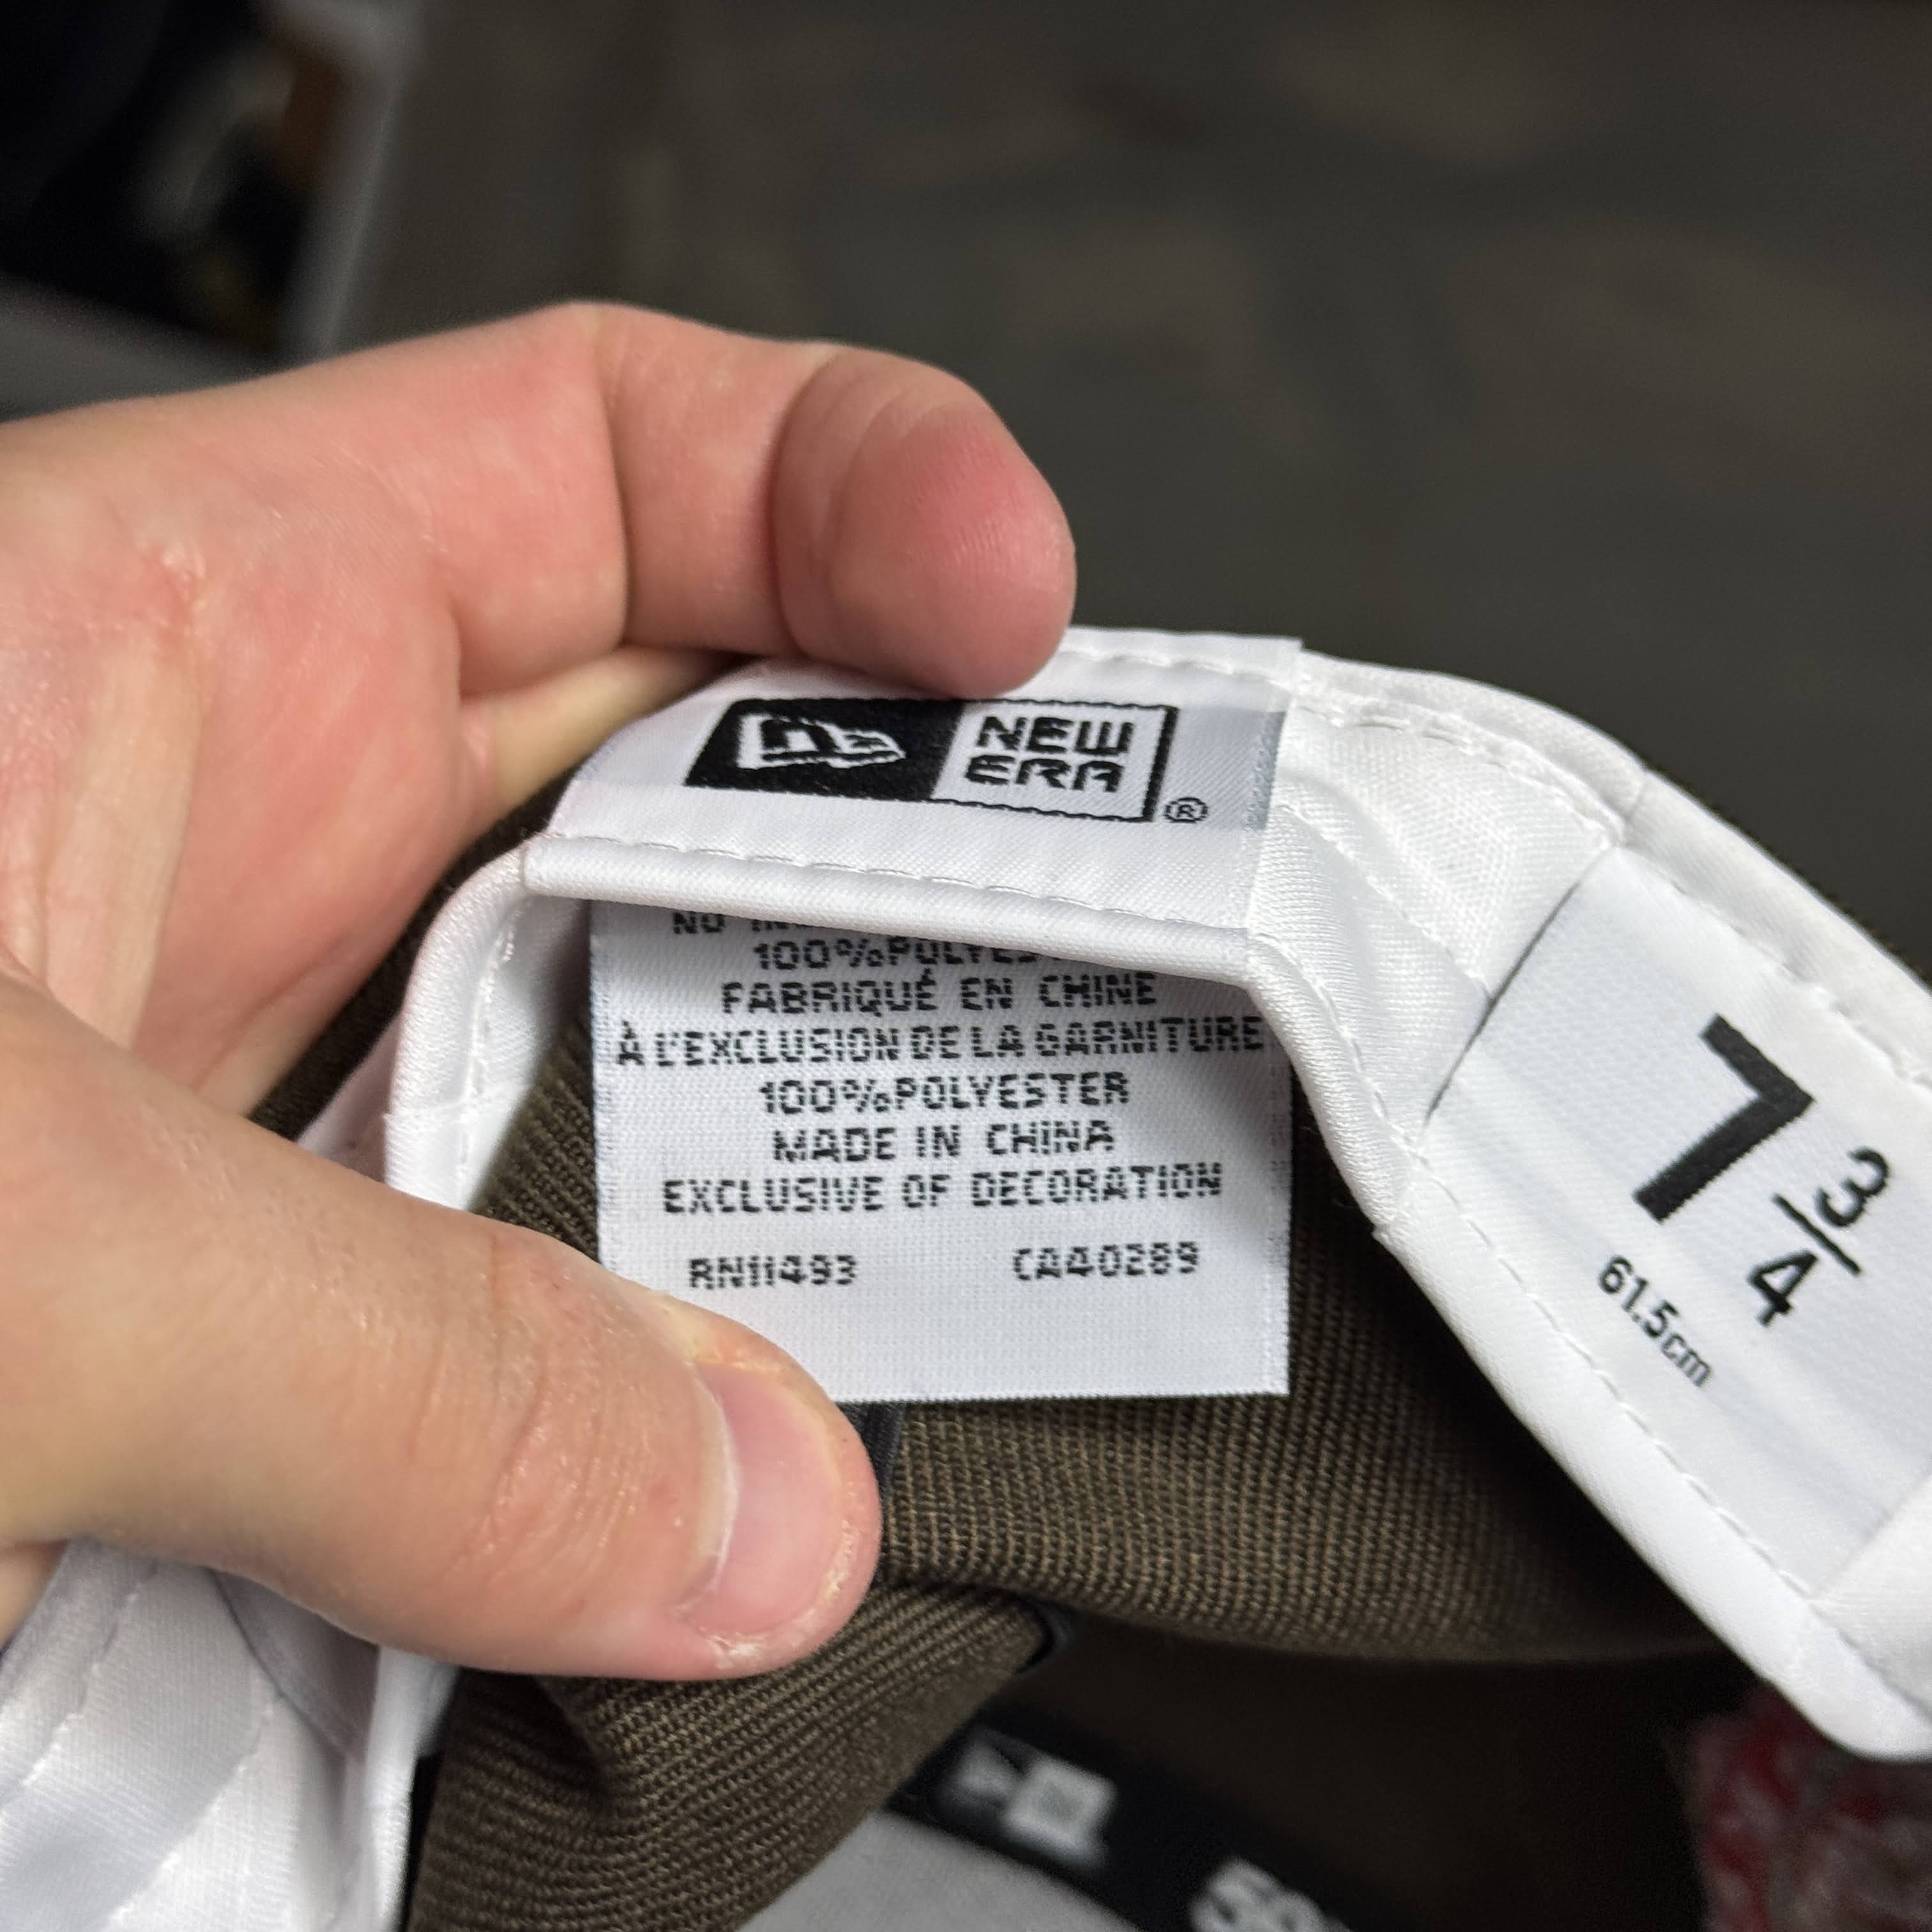 NEW
ERA
®
NO
100%POLYES
FABRIQUÉ EN CHINE
À L'EXCLUSION DE LA GARNITURE
100%POLYESTER
MADE IN CHINA
EXCLUSIVE OF DECORATION
RN11493 CA40289
7 3/4
61.5cm